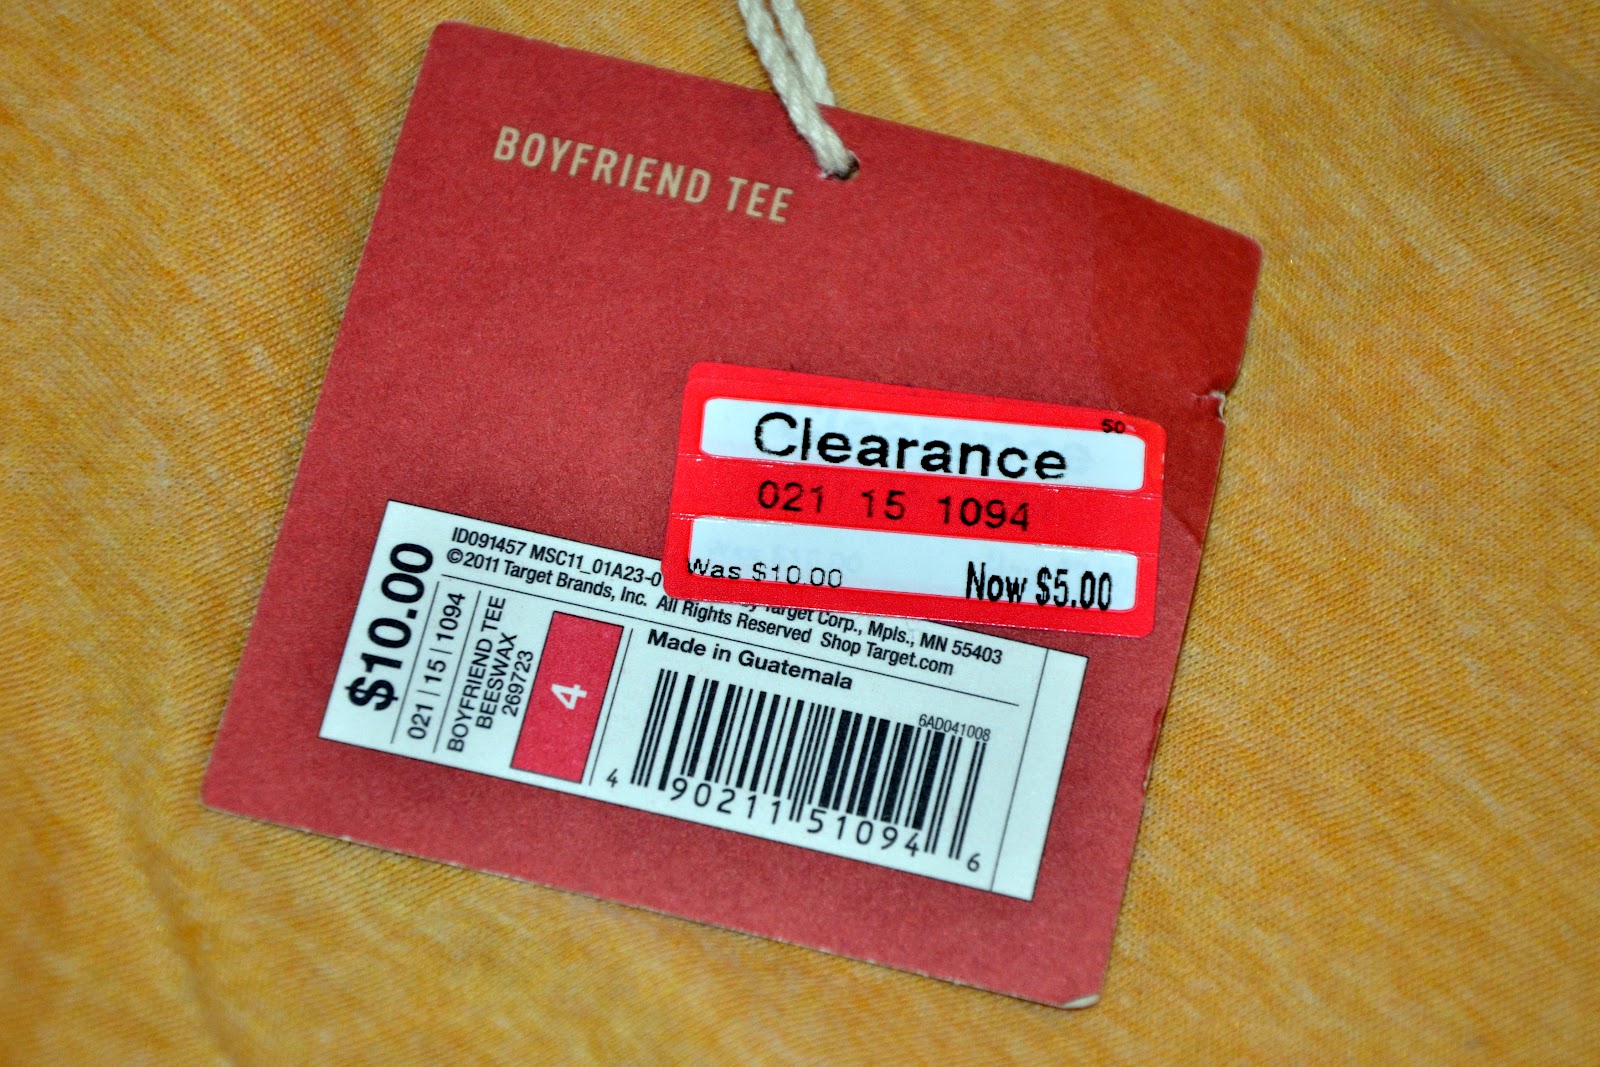 BOYFRIEND TEE
50
Clearance
021 15 1094
Was $10.00 Now $5.00
ID091457 MSC11_01A23-0
©2011 Target Brands, Inc. Target Corp., Mpls., MN 55403
All Rights Reserved Shop Target.com
$10.00
021 | 15 | 1094
BOYFRIEND TEE
BEESWAX
269723
4
Made in Guatemala
6AD041008
4 90211 51094 6